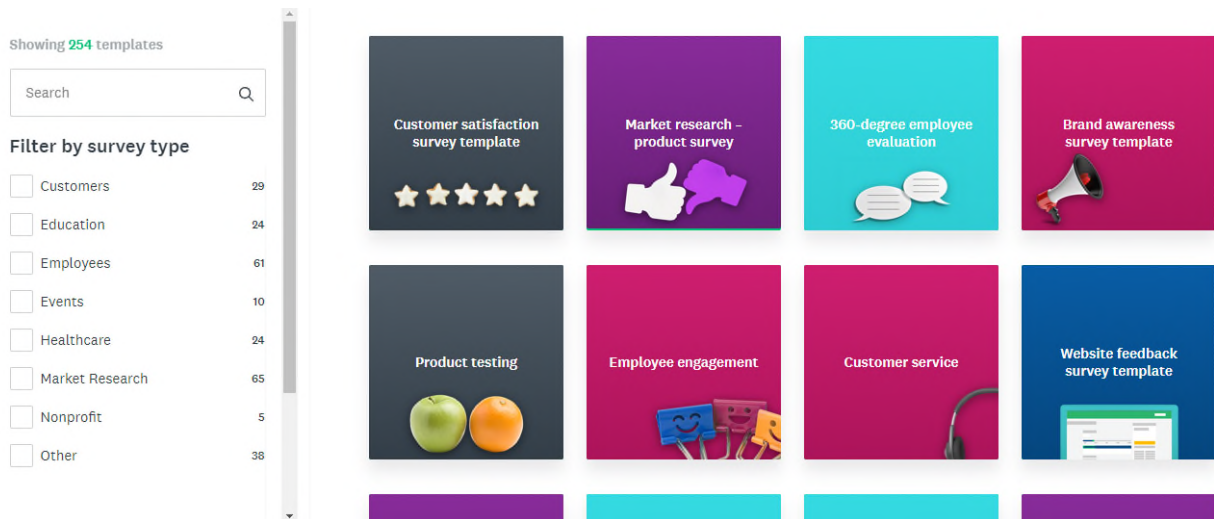 Showing 254 templates
Search
Filter by survey type
Customers 29
Education 24
Employees 61
Events 10
Healthcare 24
Market Research 65
Nonprofit 5
Other 38
Customer satisfaction
survey template
Market research –
product survey
360-degree employee
evaluation
Brand awareness
survey template
Product testing
Employee engagement
Customer service
Website feedback
survey template